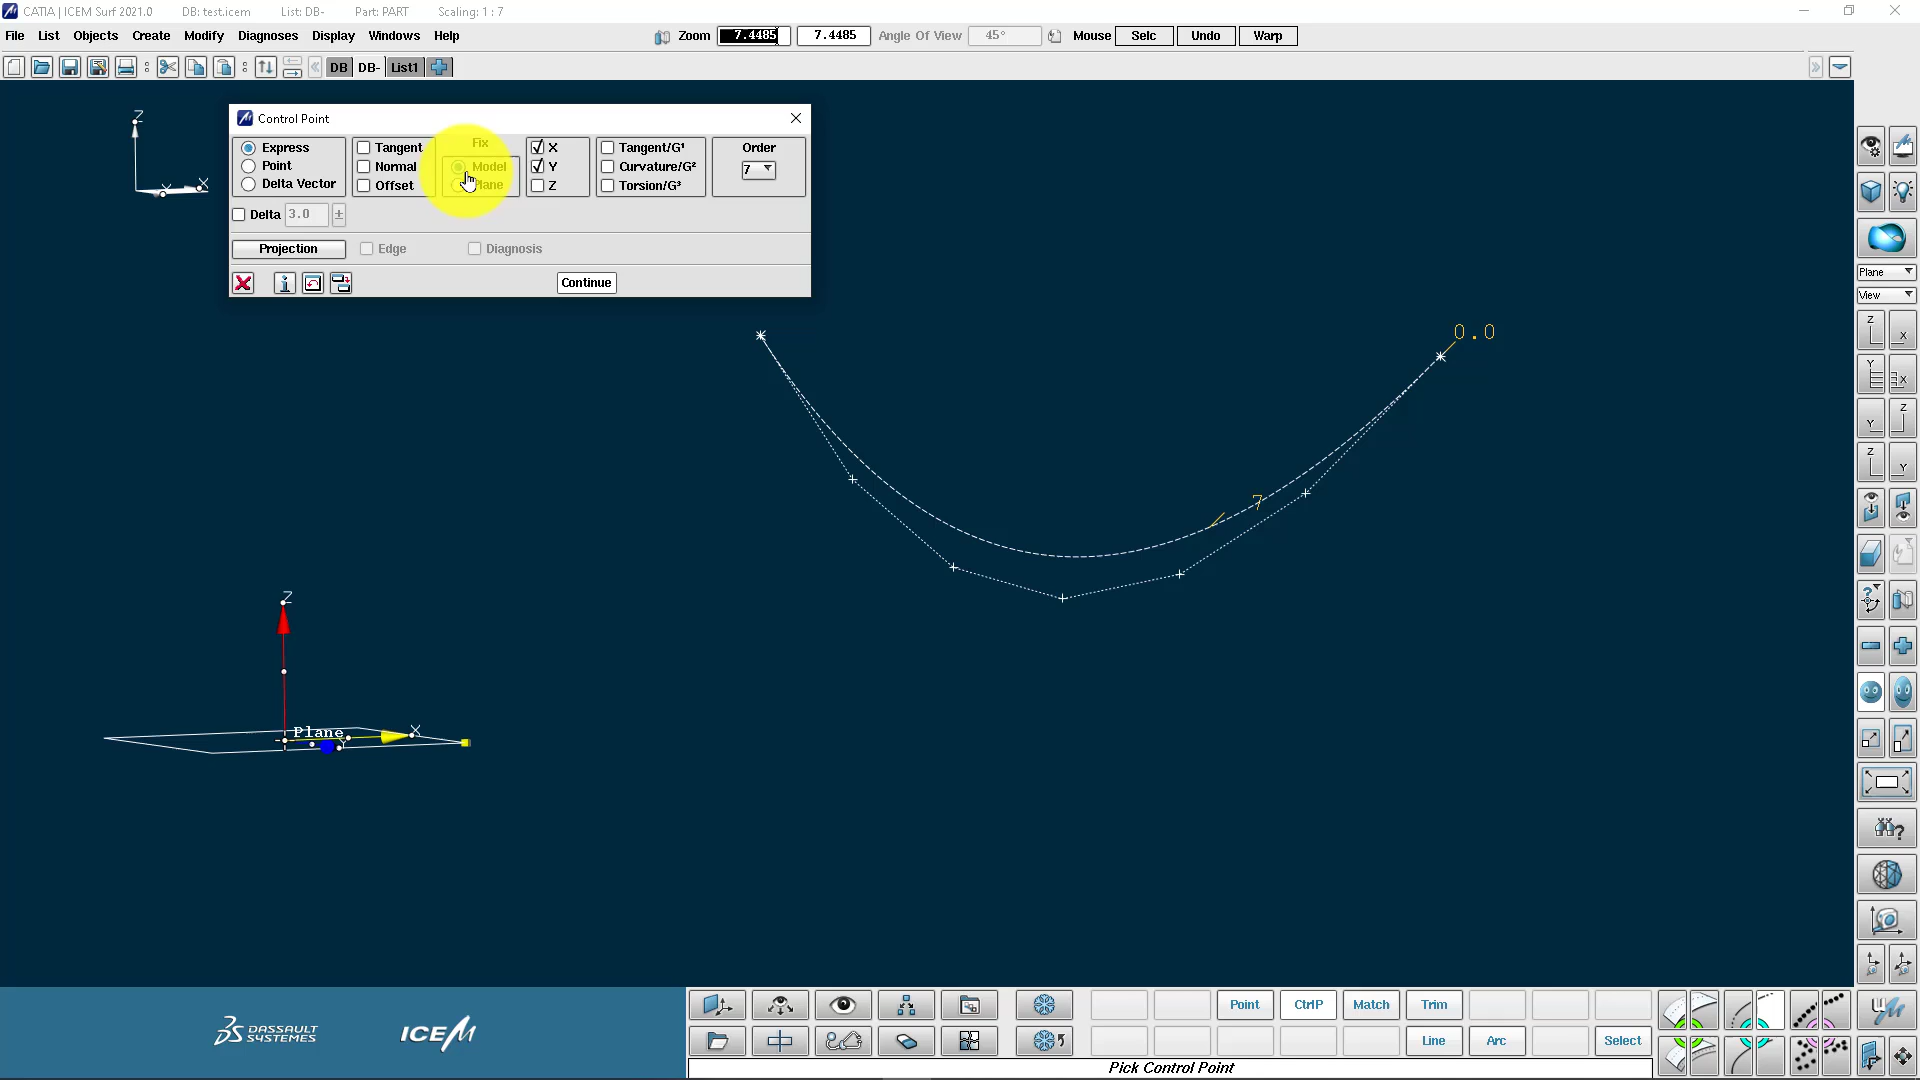 CATIA | ICEM Surf 2021.0 DB: test.icem List: DB- Part: PART Scaling: 1 : 7
File List Objects Create Modify Diagnoses Display Windows Help Zoom 7.4485 7.4485 Angle Of View 45° Mouse Selc Undo Warp
DB DB- List1
Control Point
Fix
Express Tangent X Tangent/G¹ Order
Point Normal Model Y Curvature/G² 7
Delta Vector Offset Plane Z Torsion/G³
Delta 3.0 ±
Projection Edge Diagnosis
Continue
Z
X
0.0
7
Z
Plane X
Plane
View
Z X
Y X
Y Z
Z Y
Point CtrlP Match Trim
Line Arc Select
DASSAULT SYSTEMES ICEM
Pick Control Point